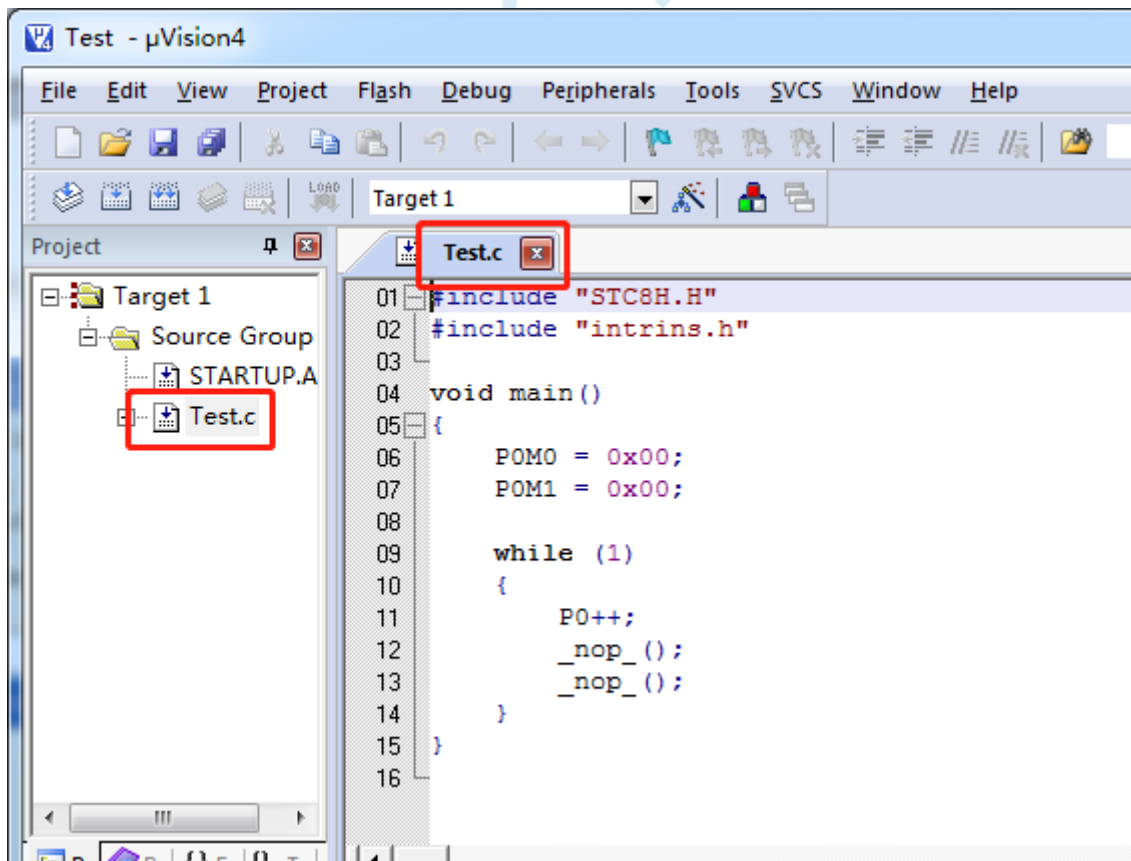 Test - µVision4
File Edit View Project Flash Debug Peripherals Tools SVCS Window Help
LOAD
Target 1
Project
Test.c
Target 1
Source Group
STARTUP.A
Test.c
01 #include "STC8H.H"
02 #include "intrins.h"
03
04 void main()
05 {
06 P0M0 = 0x00;
07 P0M1 = 0x00;
08
09 while (1)
10 {
11 P0++;
12 _nop_();
13 _nop_();
14 }
15 }
16